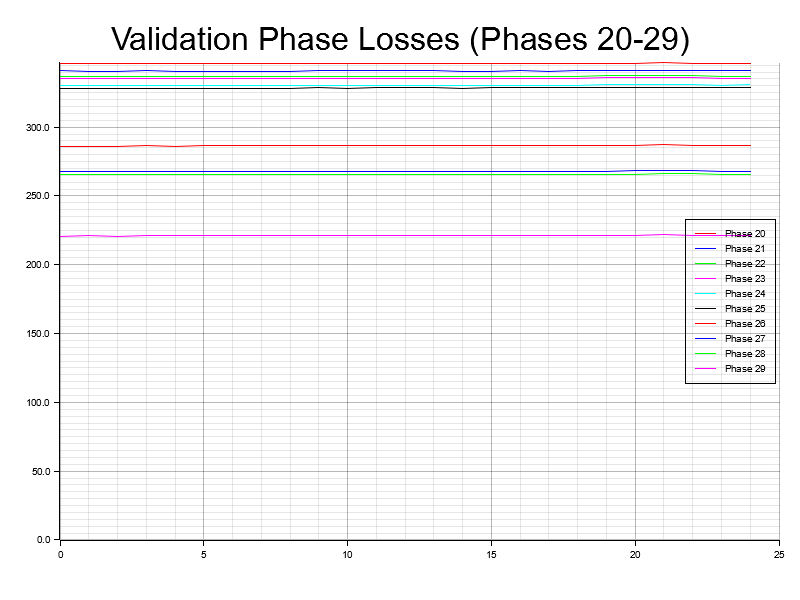 Validation Phase Losses (Phases 20-29)
300.0
250.0
200.0
150.0
100.0
50.0
0.0
0 5 10 15 20 25
Phase 20
Phase 21
Phase 22
Phase 23
Phase 24
Phase 25
Phase 26
Phase 27
Phase 28
Phase 29